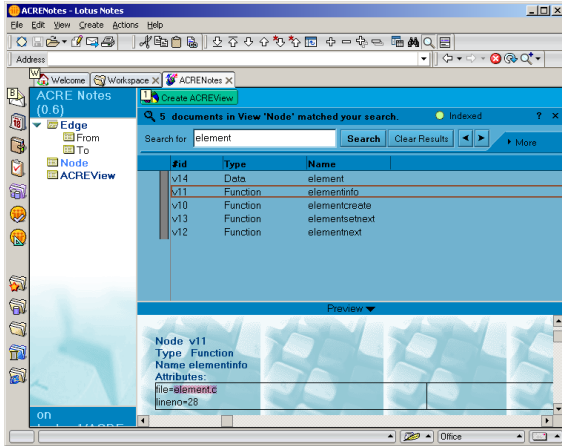 ACRENotes - Lotus Notes
File Edit View Create Actions Help
Address
W
Welcome Workspace ACRENotes
B
ACRE Notes
(0.6)
Edge
From
To
Node
ACREView
on
1 Create ACREView
5 documents in View 'Node' matched your search. Indexed ? ×
Search for element Search Clear Results More
#id Type Name
v14 Data element
v11 Function elementinfo
v10 Function elementcreate
v13 Function elementsetnext
v12 Function elementnext
Preview
Node v11
Type Function
Name elementinfo
Attributes:
file=element.c
lineno=28
Office